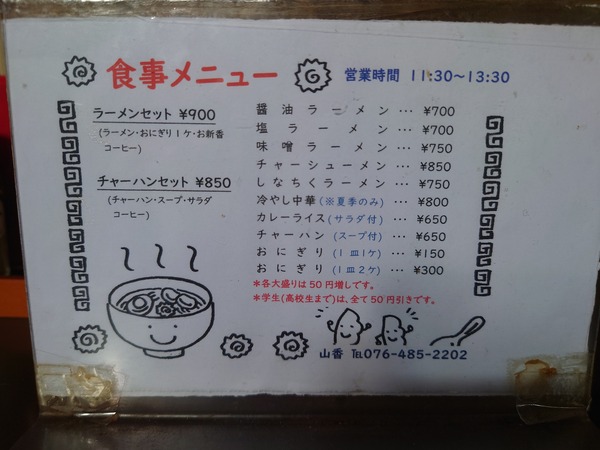 食事メニュー
営業時間 11:30～13:30
ラーメンセット ¥900
(ラーメン・おにぎり1ケ・お新香
コーヒー)
チャーハンセット ¥850
(チャーハン・スープ・サラダ
コーヒー)
醤油ラーメン … ¥700
塩ラーメン … ¥700
味噌ラーメン … ¥750
チャーシューメン … ¥850
しなちくラーメン … ¥750
冷やし中華(※夏季のみ) … ¥800
カレーライス(サラダ付) … ¥650
チャーハン(スープ付) … ¥650
おにぎり(1皿1ケ) … ¥150
おにぎり(1皿2ケ) … ¥300
*各大盛りは50円増しです。
*学生(高校生まで)は、全て50円引きです。
山香 ℡076-485-2202